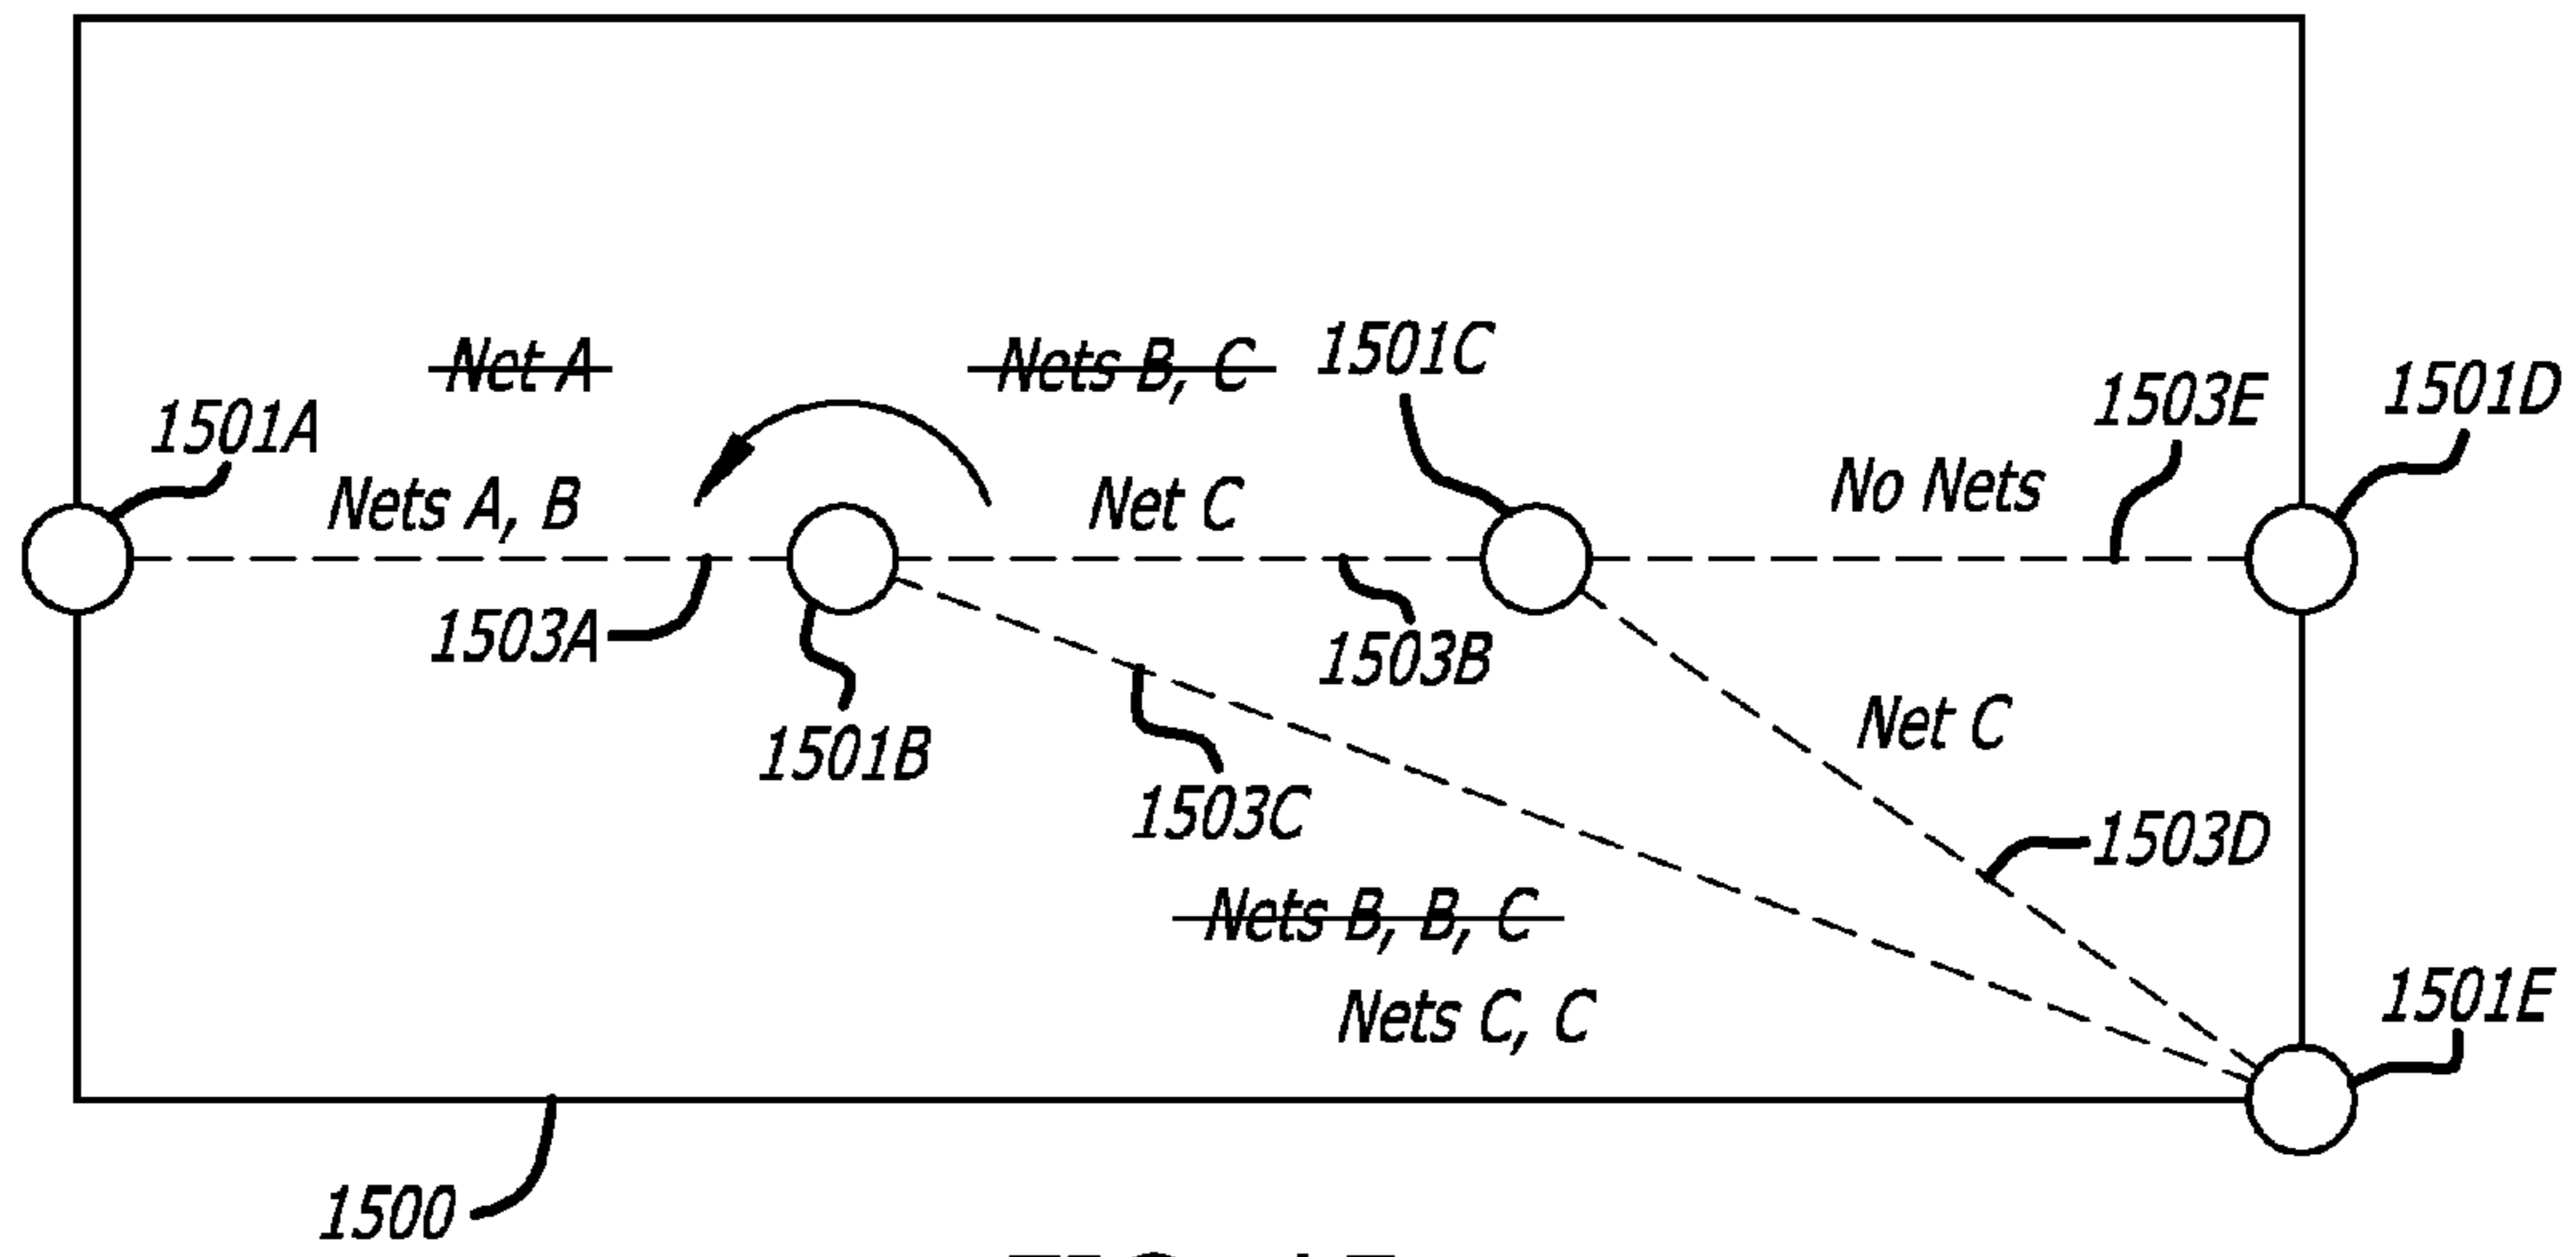 Net A
Nets B, C
1501C
1501A
1503E
1501D
Nets A, B
Net C
No Nets
1503A
1503B
1501B
Net C
1503C
1503D
Nets B, B, C
Nets C, C
1501E
1500